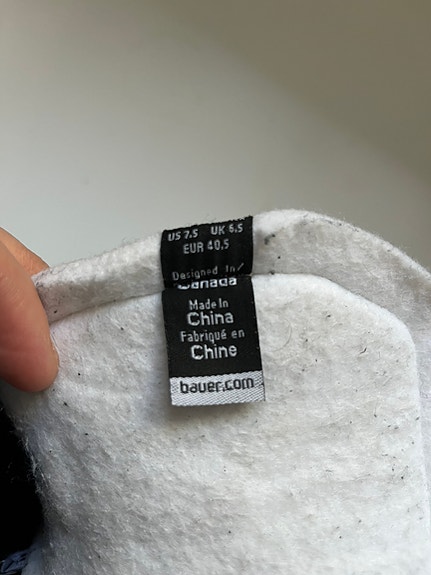 US 7.5 UK 6.5
EUR 40.5
Designed In/
Canada
Made In
China
Fabriqué en
Chine
bauer.com